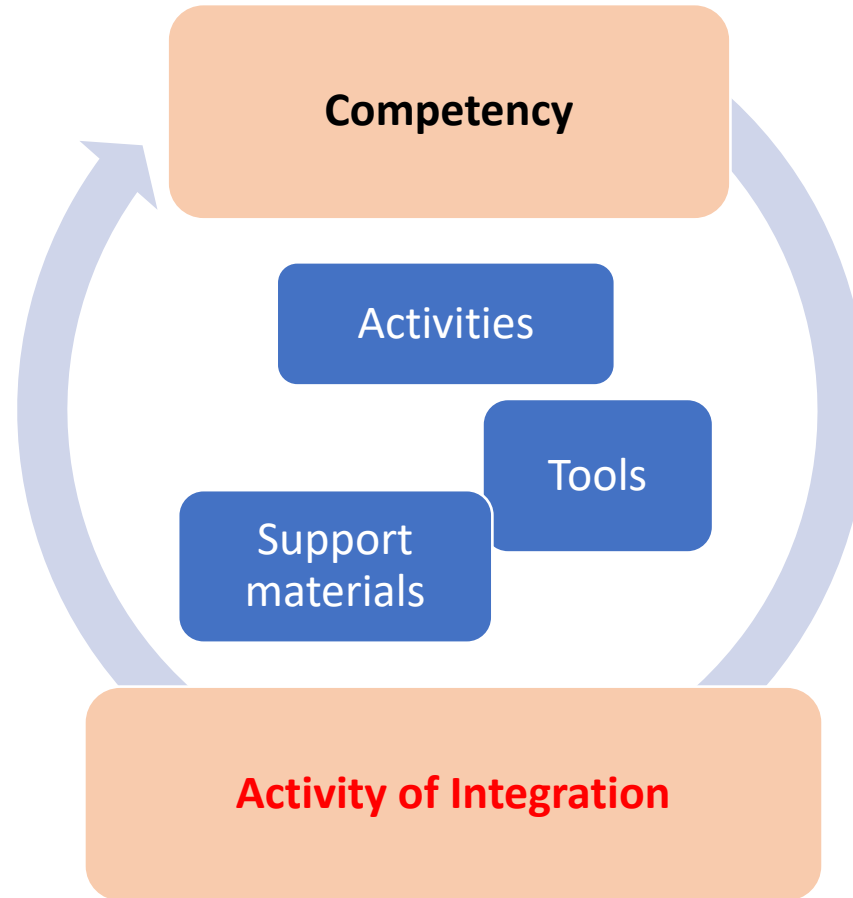 Competency
Activities
Tools
Support
materials
Activity of Integration